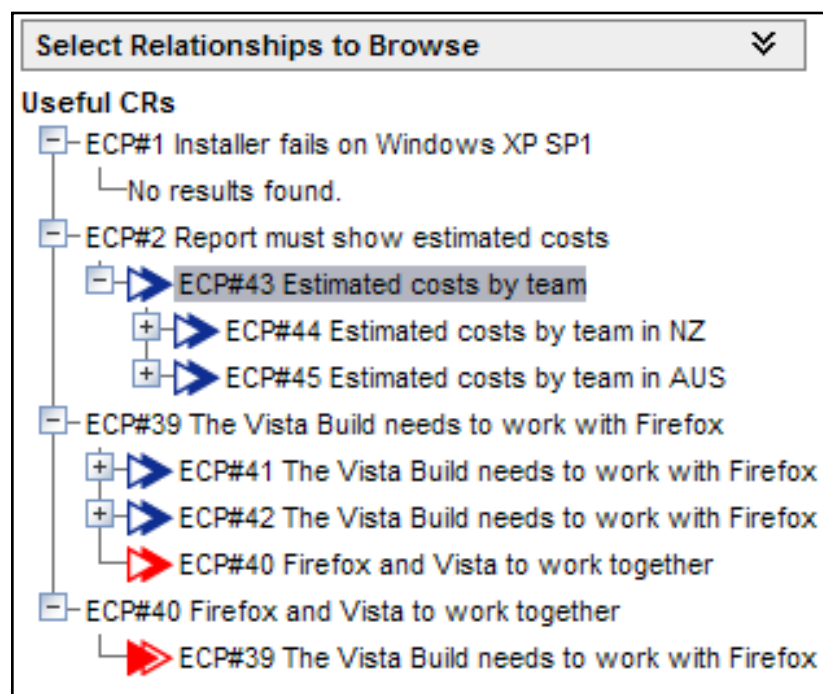 Select Relationships to Browse
Useful CRs
ECP#1 Installer fails on Windows XP SP1
No results found.
ECP#2 Report must show estimated costs
ECP#43 Estimated costs by team
ECP#44 Estimated costs by team in NZ
ECP#45 Estimated costs by team in AUS
ECP#39 The Vista Build needs to work with Firefox
ECP#41 The Vista Build needs to work with Firefox
ECP#42 The Vista Build needs to work with Firefox
ECP#40 Firefox and Vista to work together
ECP#40 Firefox and Vista to work together
ECP#39 The Vista Build needs to work with Firefox